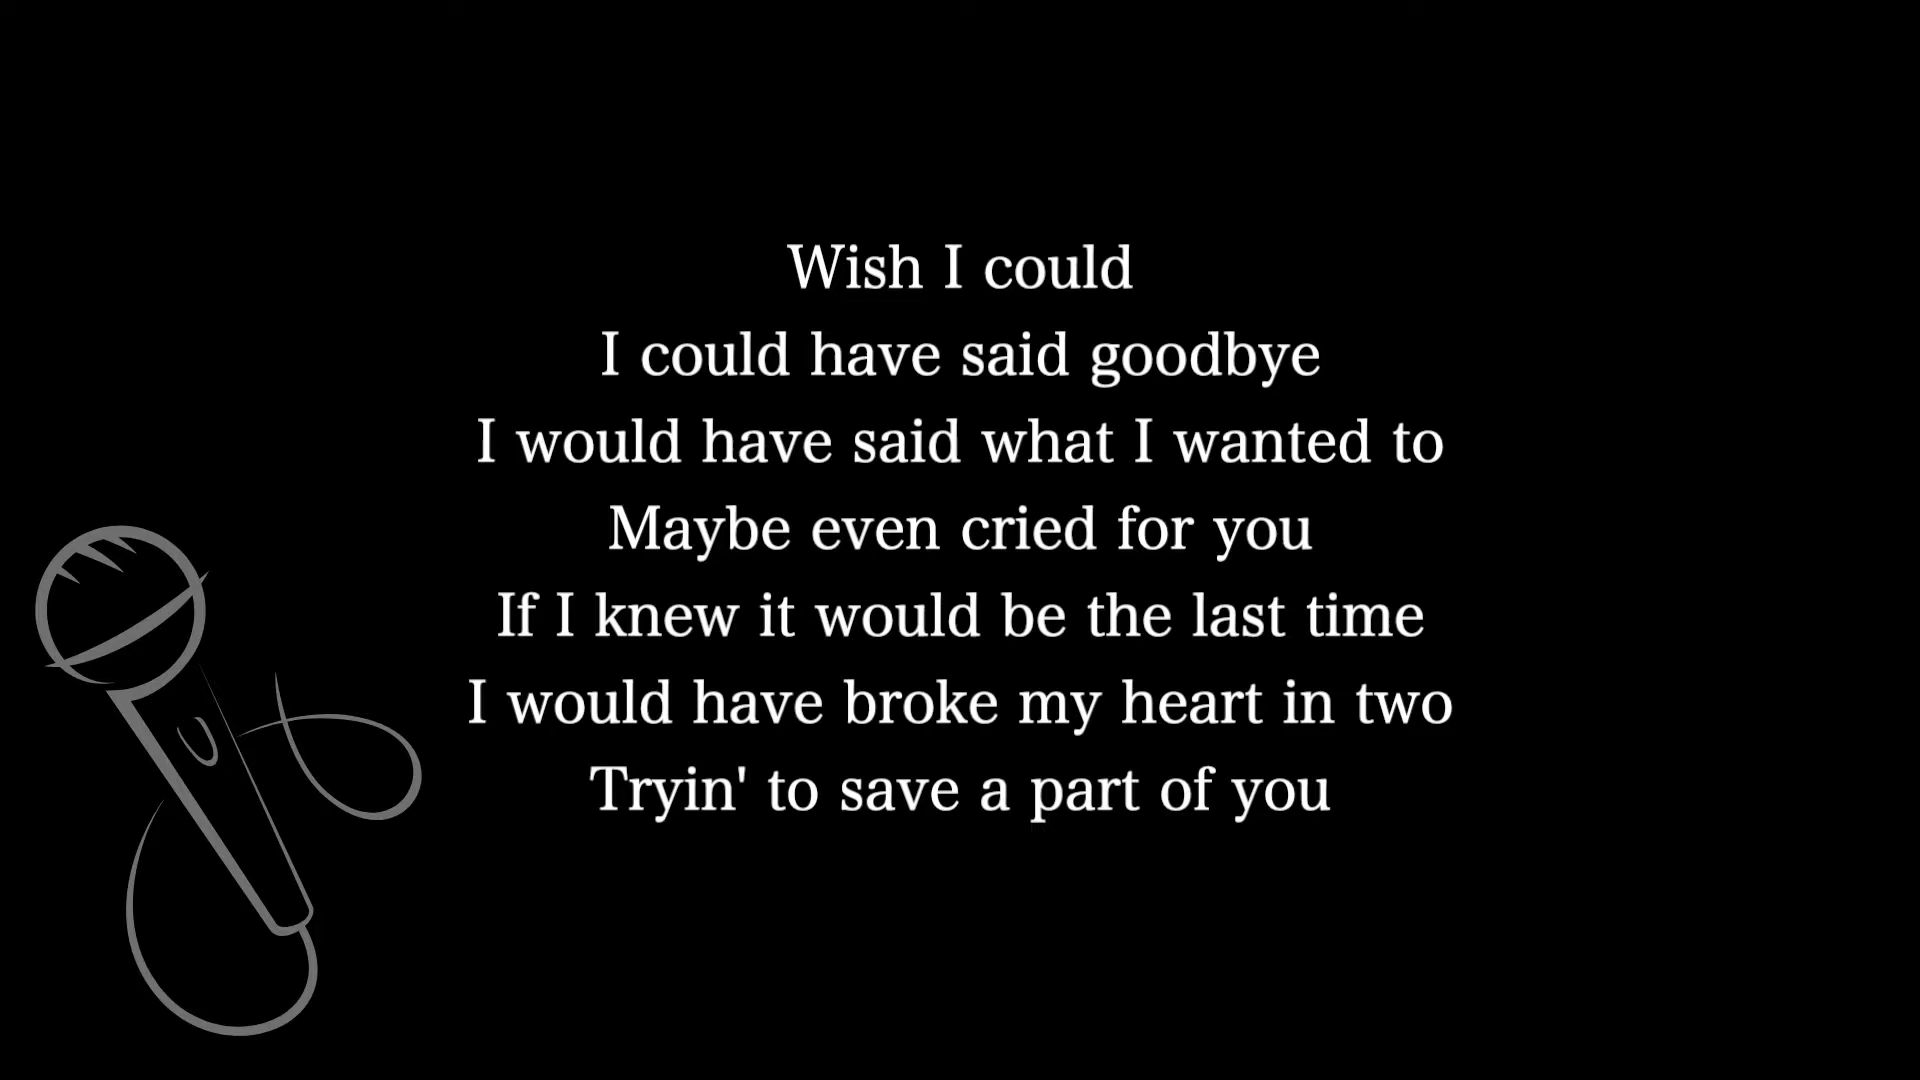 Wish I could
I could have said goodbye
I would have said what I wanted to
Maybe even cried for you
If I knew it would be the last time
I would have broke my heart in two
Tryin' to save a part of you